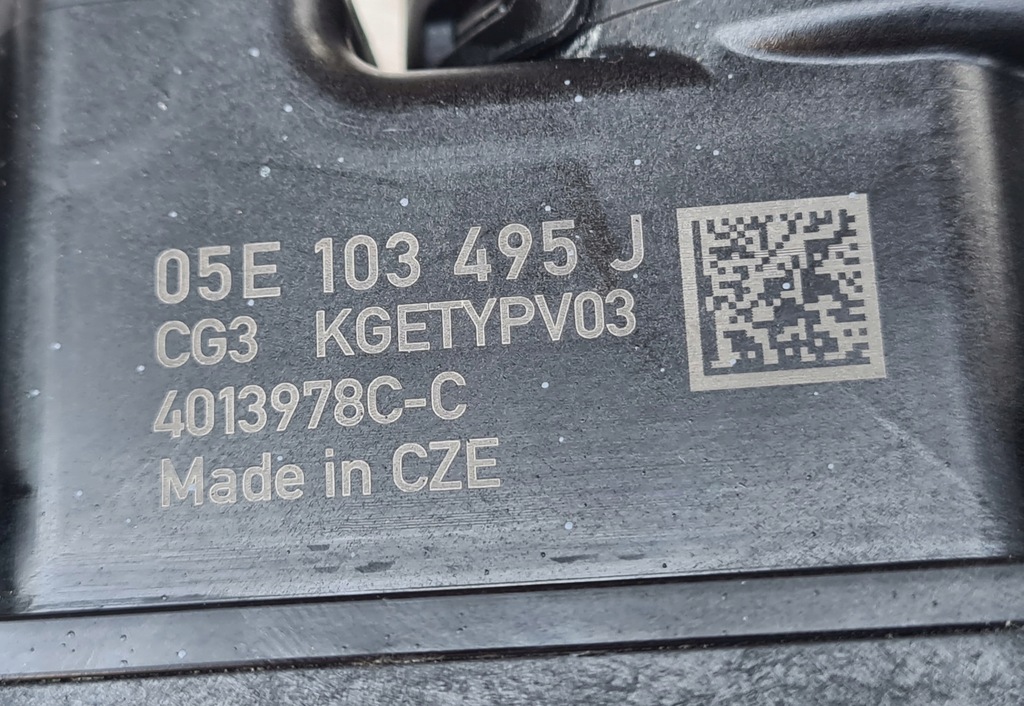 05E 103 495 J
CG3 KGETYPV03
4013978C-C
Made in CZE